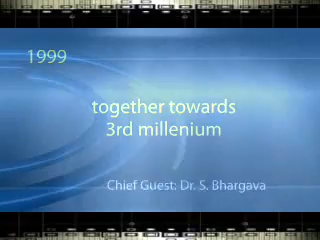 1999
together towards
3rd millenium
Chief Guest: Dr. S. Bhargava